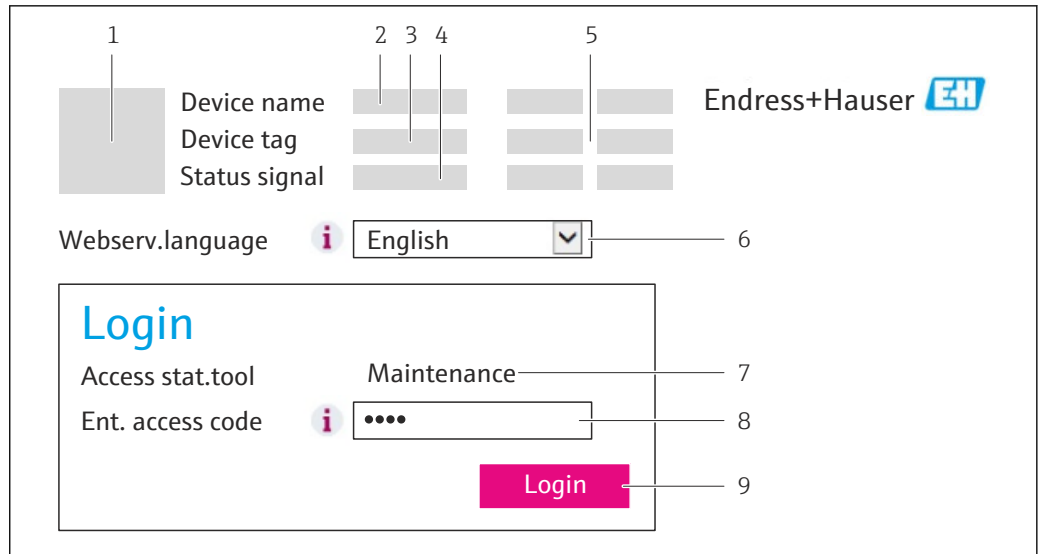 1 2 3 4 5
Device name
Endress+Hauser EH
Device tag
Status signal
Webserv.language i English 6
Login
Access stat.tool Maintenance 7
Ent. access code i •••• 8
Login 9